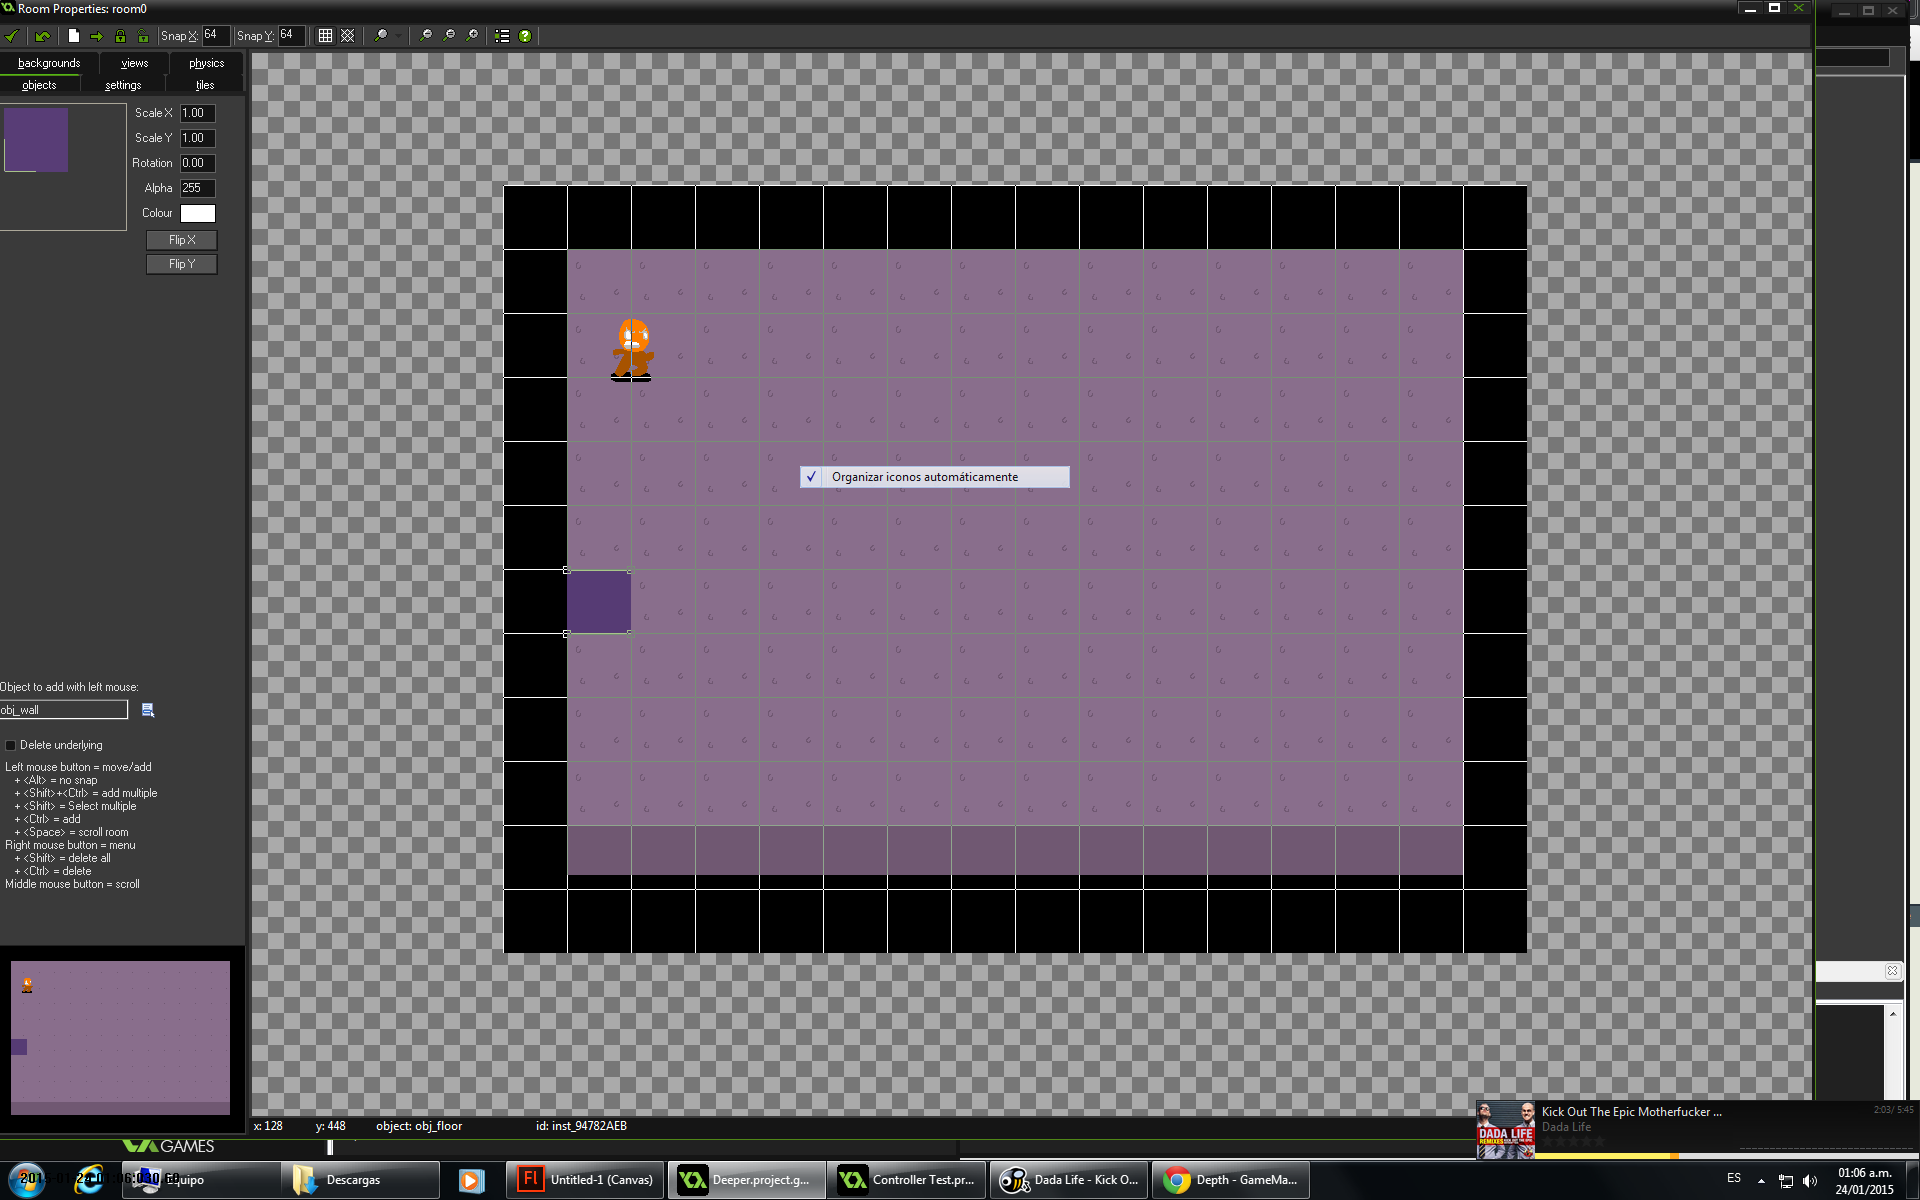 Room Properties: room0
Snap X: 64 Snap Y: 64
backgrounds views physics
objects settings tiles
Scale X 1.00
Scale Y 1.00
Rotation 0.00
Alpha 255
Colour
Flip X
Flip Y
Organizar iconos automáticamente
Object to add with left mouse:
obj_wall
Delete underlying
Left mouse button = move/add
+ <Alt> = no snap
+ <Shift>+<Ctrl> = add multiple
+ <Shift> = Select multiple
+ <Ctrl> = add
+ <Space> = scroll room
Right mouse button = menu
+ <Shift> = delete all
+ <Ctrl> = delete
Middle mouse button = scroll
x: 128 y: 448 object: obj_floor id: inst_94782AEB
Kick Out The Epic Motherfucker ...
2:03/ 5:45
Dada Life
DADA LIFE
REMIXES
GAMES
Equipo
Descargas
Untitled-1 (Canvas)
Deeper.project.g...
Controller Test.pr...
Dada Life - Kick O...
Depth - GameMa...
ES
01:06 a.m.
24/01/2015